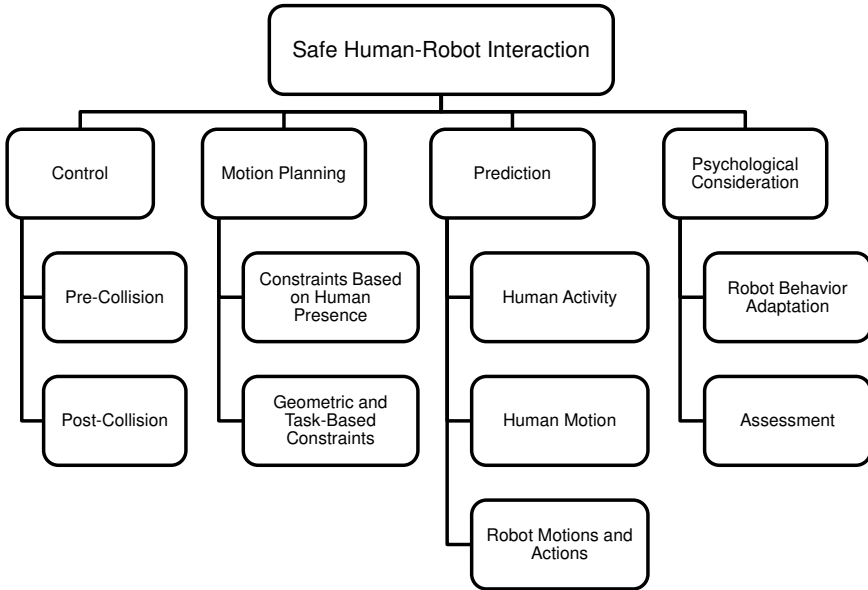 Safe Human-Robot Interaction
Control
Motion Planning
Prediction
Psychological
Consideration
Pre-Collision
Constraints Based
on Human
Presence
Human Activity
Robot Behavior
Adaptation
Post-Collision
Geometric and
Task-Based
Constraints
Human Motion
Assessment
Robot Motions and
Actions